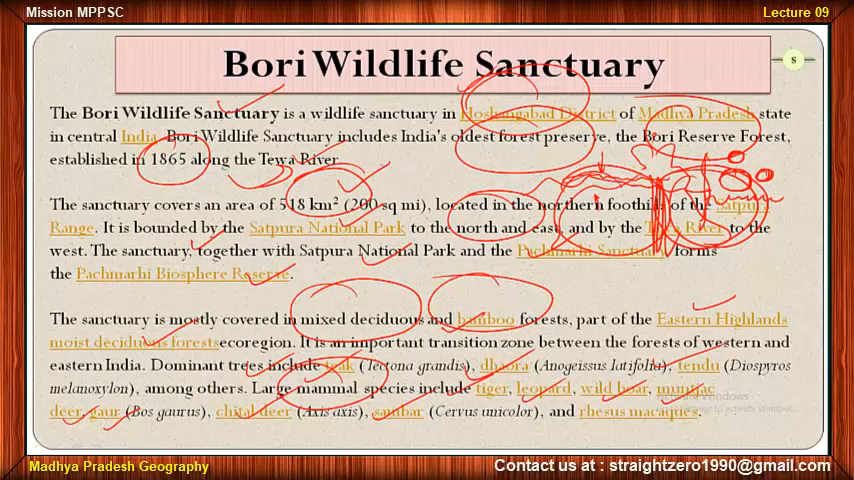 Mission MPPSC
Lecture 09
Bori Wildlife Sanctuary
8
The Bori Wildlife Sanctuary is a wildlife sanctuary in Hoshangabad District of Madhya Pradesh state
in central India. Bori Wildlife Sanctuary includes India's oldest forest preserve, the Bori Reserve Forest,
established in 1865 along the Tewa River.
The sanctuary covers an area of 518 km² (200 sq mi), located in the northern foothills of the Satpura
Range. It is bounded by the Satpura National Park to the north and east, and by the Tewa River to the
west. The sanctuary, together with Satpura National Park and the Pachmarhi Sanctuary, forms
the Pachmarhi Biosphere Reserve.
The sanctuary is mostly covered in mixed deciduous and bamboo forests, part of the Eastern Highlands
moist deciduous forests ecoregion. It is an important transition zone between the forests of western and
eastern India. Dominant trees include teak (Tectona grandis), dhaora (Anogeissus latifolia), tendu (Diospyros
melanoxylon), among others. Large mammal species include tiger, leopard, wild boar, muntjac
deer, gaur (Bos gaurus), chital deer (Axis axis), sambar (Cervus unicolor), and rhesus macaques.
Windows
to activate Windows.
Madhya Pradesh Geography
Contact us at : straightzero1990@gmail.com